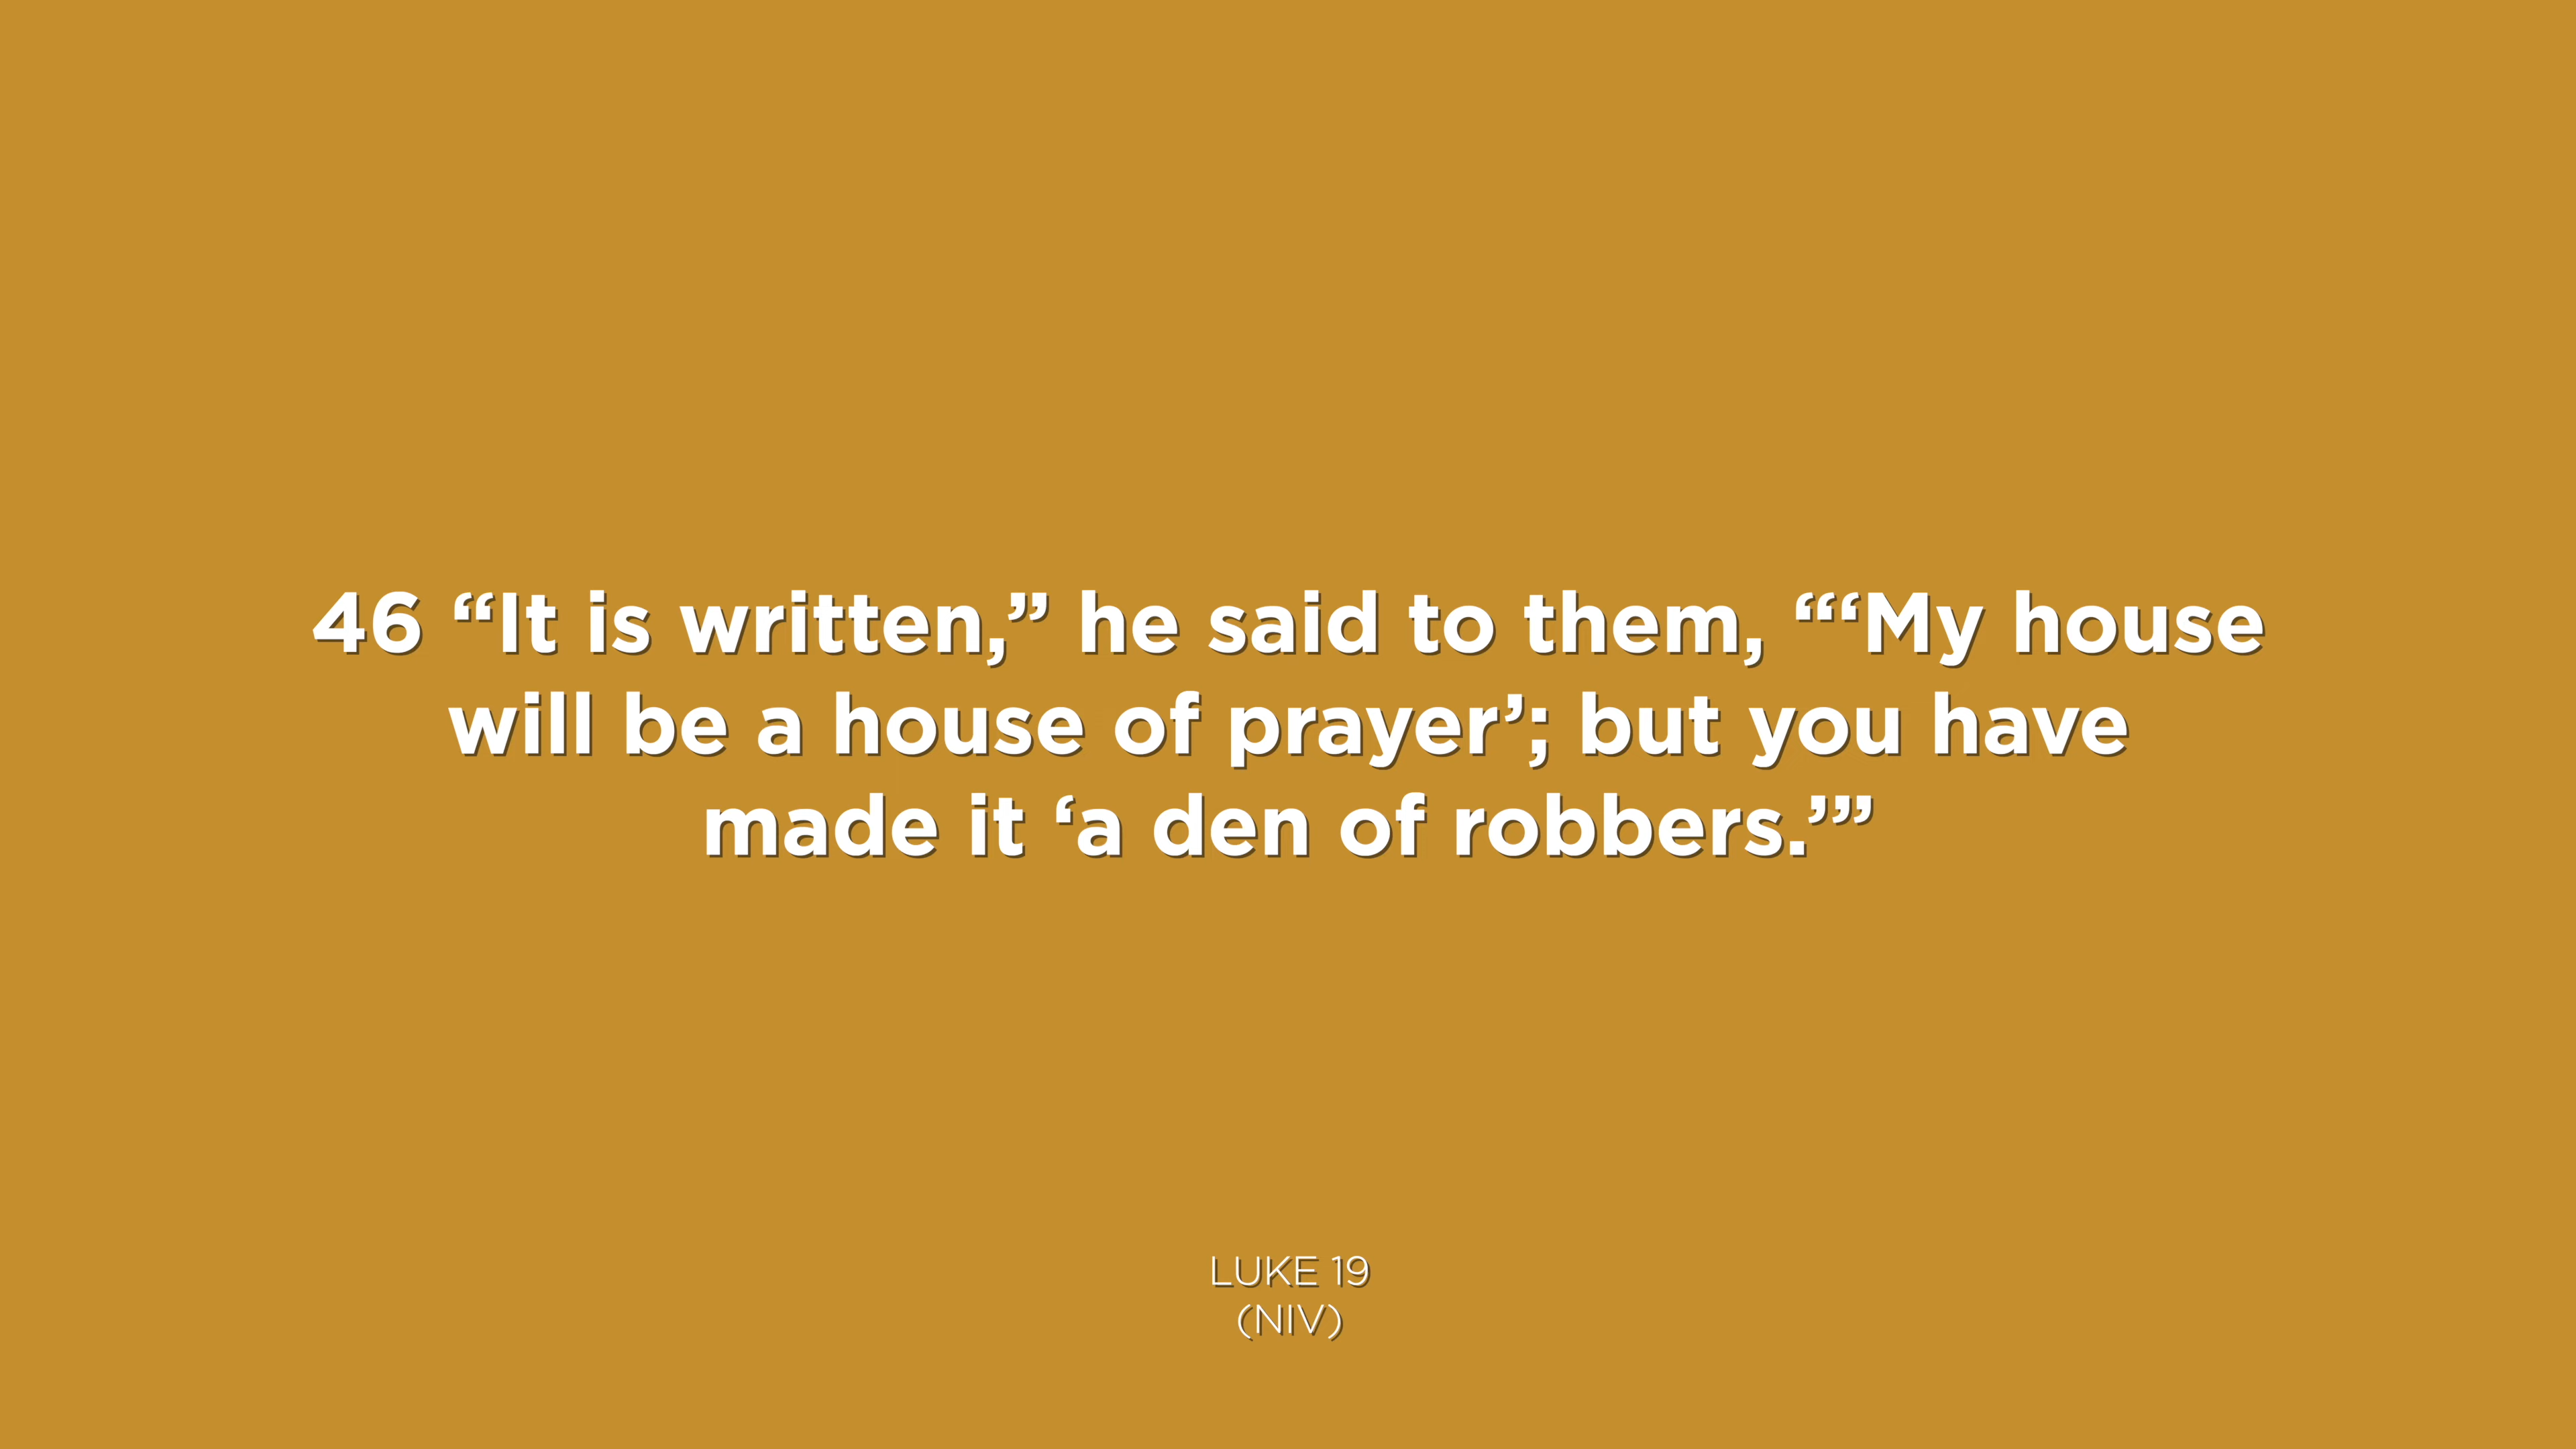 46 “It is written,” he said to them, “‘My house
will be a house of prayer’; but you have
made it ‘a den of robbers.’”
LUKE 19
(NIV)